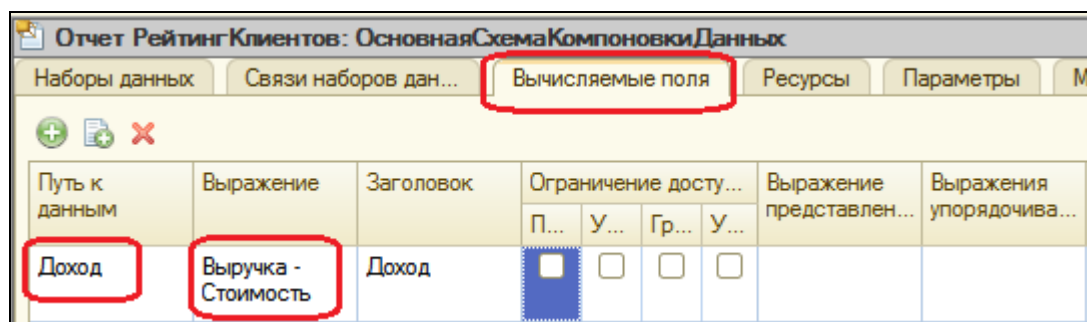 Отчет РейтингКлиентов: ОсновнаяСхемаКомпоновкиДанных
Наборы данных Связи наборов дан... Вычисляемые поля Ресурсы Параметры М
Путь к данным Выражение Заголовок Ограничение досту... Выражение представлен... Выражения упорядочива...
П... У... Гр... У...
Доход Выручка - Стоимость Доход